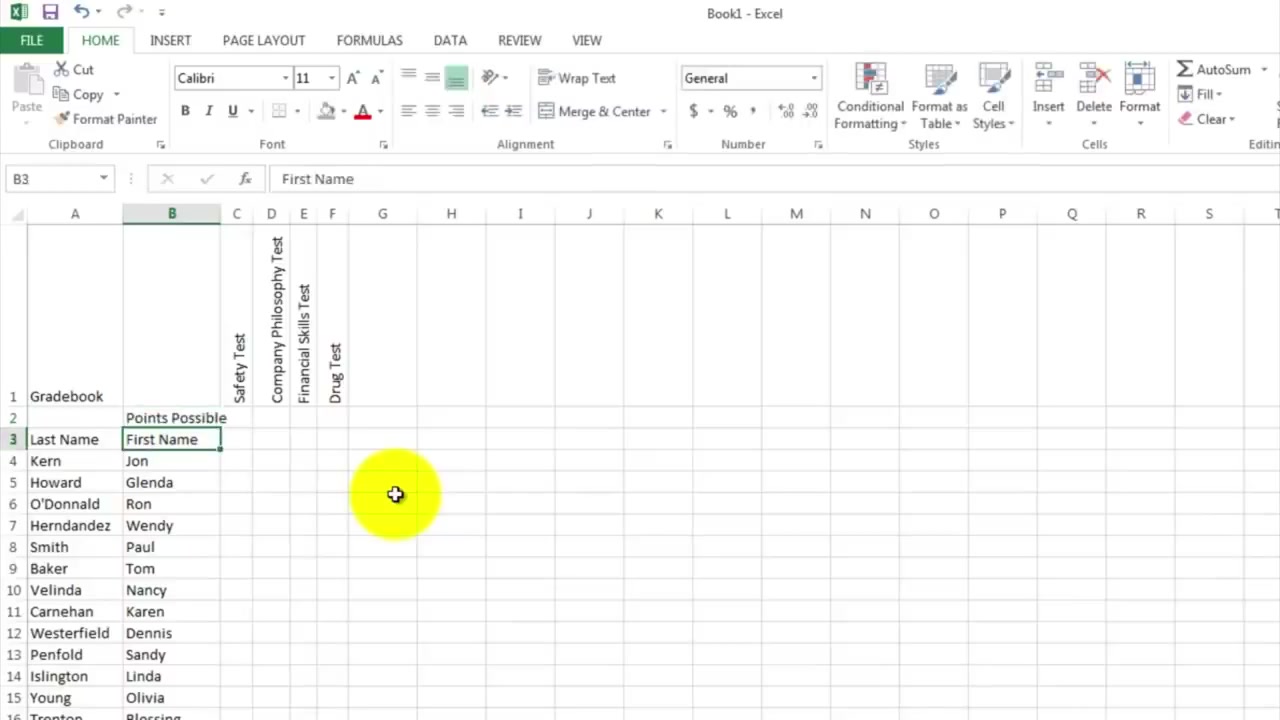 Book1 - Excel
FILE HOME INSERT PAGE LAYOUT FORMULAS DATA REVIEW VIEW
Paste
Cut
Copy
Format Painter
Clipboard
Calibri 11
B I U
Font
Wrap Text
Merge & Center
Alignment
General
$ % ,
Number
Conditional Formatting
Format as Table
Cell Styles
Styles
Insert Delete Format
Cells
AutoSum
Fill
Clear
B3 fx First Name
A B C D E F G H I J K L M N O P Q R S
1 Gradebook
Safety Test
Company Philosophy Test
Financial Skills Test
Drug Test
2 Points Possible
3 Last Name First Name
4 Kern Jon
5 Howard Glenda
6 O'Donnald Ron
7 Herndandez Wendy
8 Smith Paul
9 Baker Tom
10 Velinda Nancy
11 Carnehan Karen
12 Westerfield Dennis
13 Penfold Sandy
14 Islington Linda
15 Young Olivia